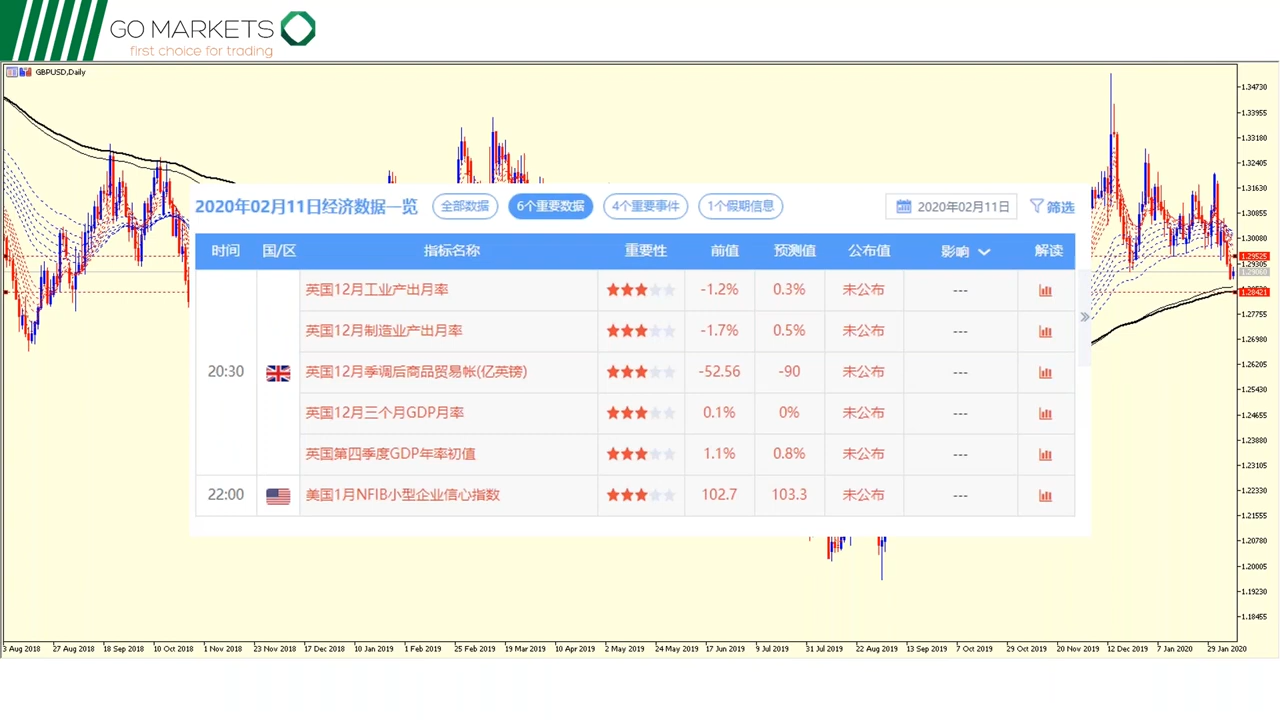 GO MARKETS
first choice for trading
GBPUSD,Daily
2020年02月11日经济数据一览 全部数据 6个重要数据 4个重要事件 1个假期信息 2020年02月11日 筛选
时间 国/区 指标名称 重要性 前值 预测值 公布值 影响 解读
英国12月工业产出月率 -1.2% 0.3% 未公布 ---
英国12月制造业产出月率 -1.7% 0.5% 未公布 ---
20:30 英国12月季调后商品贸易帐(亿英镑) -52.56 -90 未公布 ---
英国12月三个月GDP月率 0.1% 0% 未公布 ---
英国第四季度GDP年率初值 1.1% 0.8% 未公布 ---
22:00 美国1月NFIB小型企业信心指数 102.7 103.3 未公布 ---
1.34730
1.33955
1.33180
1.32405
1.31630
1.30855
1.30080
1.29525
1.29305
1.28421
1.27755
1.26980
1.26205
1.25430
1.24655
1.23880
1.23105
1.22330
1.21555
1.20780
1.20005
1.19230
1.18455
3 Aug 2018 27 Aug 2018 18 Sep 2018 10 Oct 2018 1 Nov 2018 23 Nov 2018 17 Dec 2018 10 Jan 2019 1 Feb 2019 25 Feb 2019 19 Mar 2019 10 Apr 2019 2 May 2019 24 May 2019 17 Jun 2019 9 Jul 2019 31 Jul 2019 22 Aug 2019 13 Sep 2019 7 Oct 2019 29 Oct 2019 20 Nov 2019 12 Dec 2019 7 Jan 2020 29 Jan 2020